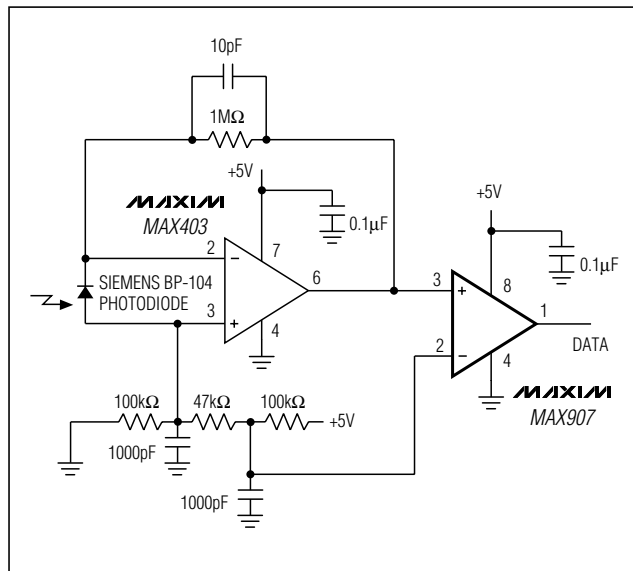 10pF
1MΩ
+5V
MAXIM
MAX403
0.1µF
+5V
0.1µF
2
−
7
6
SIEMENS BP-104
PHOTODIODE
3
+
4
3
+
8
1
DATA
2
−
4
MAXIM
MAX907
100kΩ
47kΩ
100kΩ
+5V
1000pF
1000pF